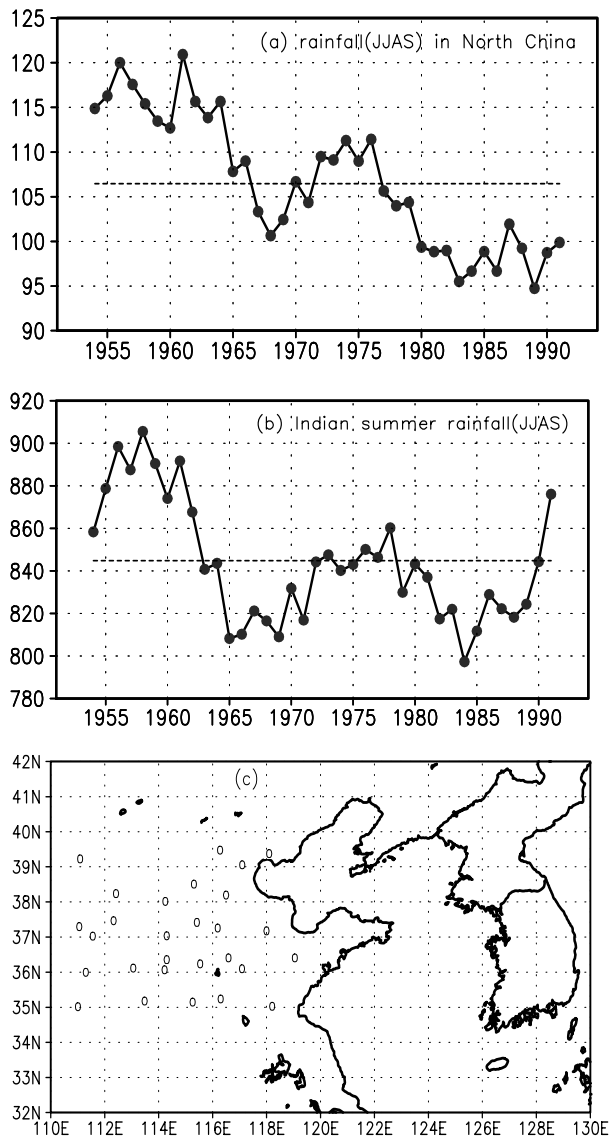 125
(a) rainfall(JJAS) in North China
120
115
110
105
100
95
90
1955 1960 1965 1970 1975 1980 1985 1990
920
(b) Indian summer rainfall(JJAS)
900
880
860
840
820
800
780
1955 1960 1965 1970 1975 1980 1985 1990
42N
(c)
41N
40N
39N
38N
37N
36N
35N
34N
33N
32N
110E 112E 114E 116E 118E 120E 122E 124E 126E 128E 130E